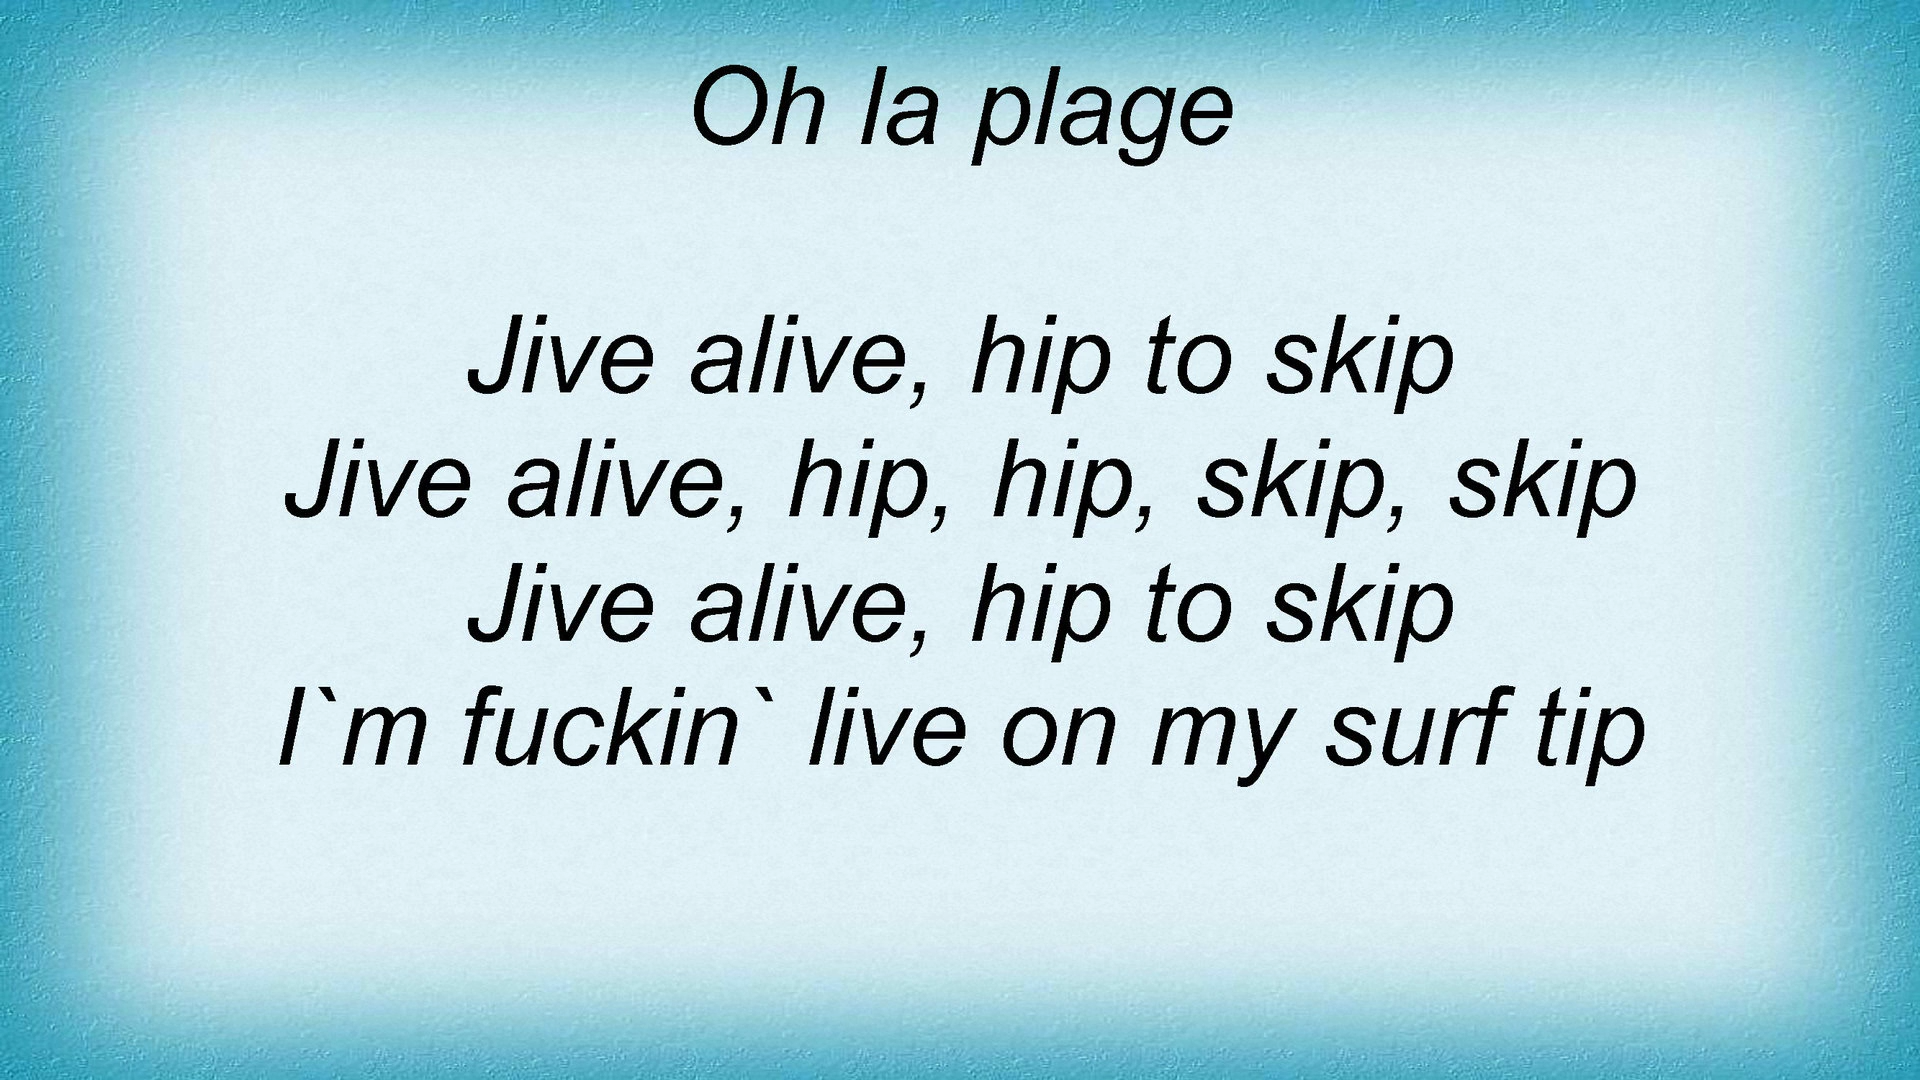 Oh la plage
Jive alive, hip to skip
Jive alive, hip, hip, skip, skip
Jive alive, hip to skip
I`m fuckin` live on my surf tip